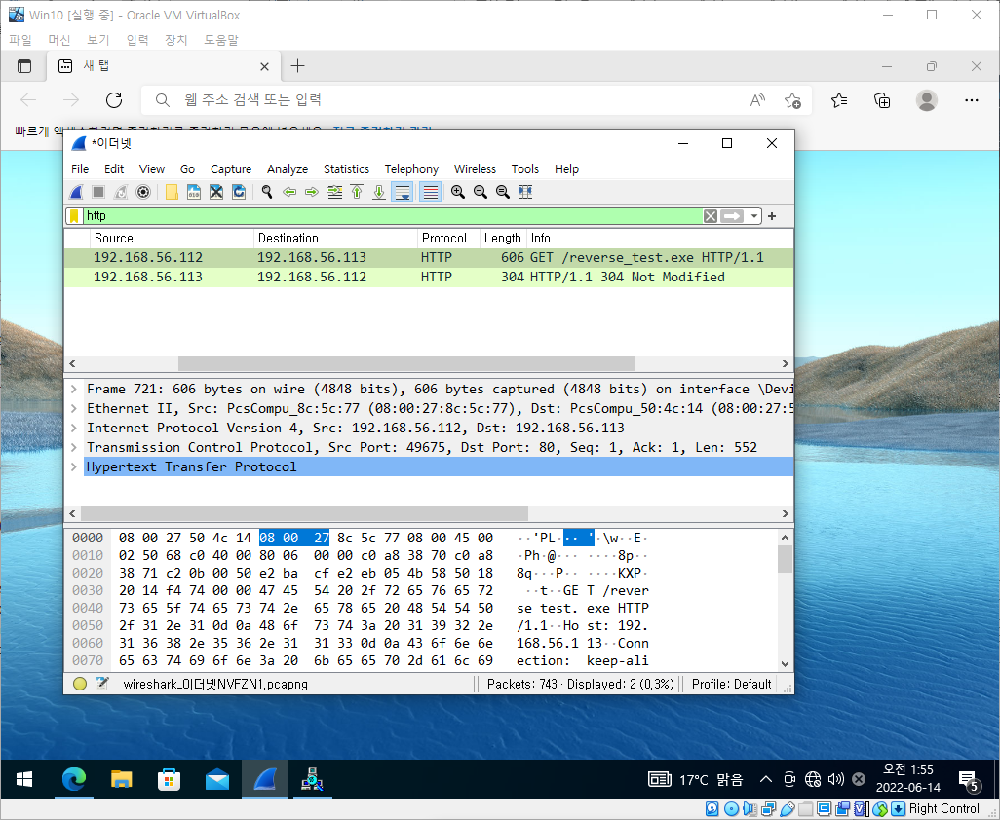 Win10 [실행 중] - Oracle VM VirtualBox
파일 머신 보기 입력 장치 도움말
새 탭
웹 주소 검색 또는 입력
빠르게
*이더넷
File Edit View Go Capture Analyze Statistics Telephony Wireless Tools Help
http
Source Destination Protocol Length Info
192.168.56.112 192.168.56.113 HTTP 606 GET /reverse_test.exe HTTP/1.1
192.168.56.113 192.168.56.112 HTTP 304 HTTP/1.1 304 Not Modified
Frame 721: 606 bytes on wire (4848 bits), 606 bytes captured (4848 bits) on interface \Devi
Ethernet II, Src: PcsCompu_8c:5c:77 (08:00:27:8c:5c:77), Dst: PcsCompu_50:4c:14 (08:00:27:5
Internet Protocol Version 4, Src: 192.168.56.112, Dst: 192.168.56.113
Transmission Control Protocol, Src Port: 49675, Dst Port: 80, Seq: 1, Ack: 1, Len: 552
Hypertext Transfer Protocol
0000 08 00 27 50 4c 14 08 00 27 8c 5c 77 08 00 45 00 ··'PL···'·\w··E·
0010 02 50 68 c0 40 00 80 06 00 00 c0 a8 38 70 c0 a8 ·Ph·@·······8p··
0020 38 71 c2 0b 00 50 e2 ba cf e2 eb 05 4b 58 50 18 8q···P······KXP·
0030 20 14 f4 74 00 00 47 45 54 20 2f 72 65 76 65 72 ··t··GET /rever
0040 73 65 5f 74 65 73 74 2e 65 78 65 20 48 54 54 50 se_test.exe HTTP
0050 2f 31 2e 31 0d 0a 48 6f 73 74 3a 20 31 39 32 2e /1.1··Host: 192.
0060 31 36 38 2e 35 36 2e 31 31 33 0d 0a 43 6f 6e 6e 168.56.113··Conn
0070 65 63 74 69 6f 6e 3a 20 6b 65 65 70 2d 61 6c 69 ection: keep-ali
wireshark_이더넷NVFZN1.pcapng Packets: 743 · Displayed: 2 (0.3%) Profile: Default
17°C 맑음
오전 1:55
2022-06-14
5
Right Control